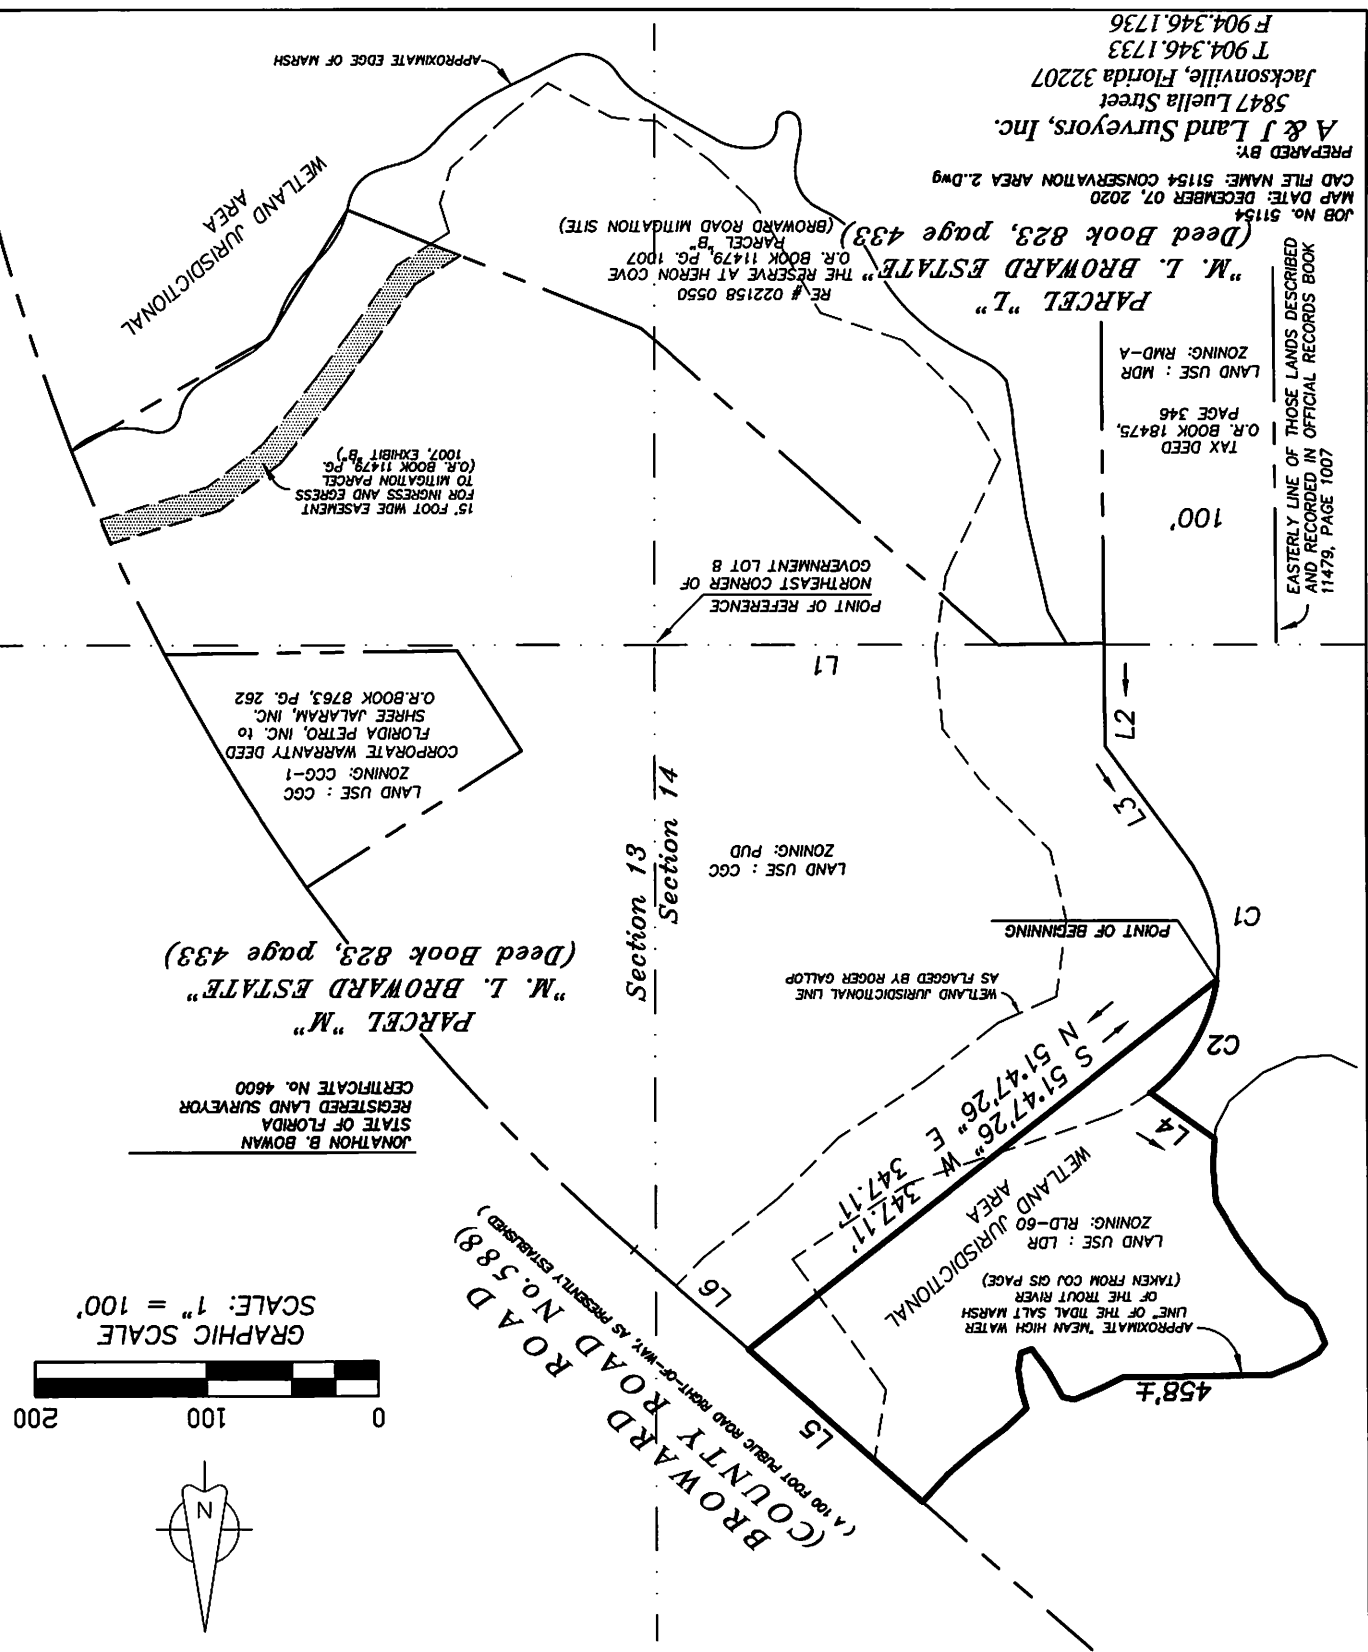 BROWARD ROAD
(COUNTY ROAD No. 588)
( A 100 FOOT PUBLIC ROAD RIGHT-OF-WAY, AS PRESENTLY ESTABLISHED )
N
0 100 200
GRAPHIC SCALE
SCALE: 1" = 100'
458'±
APPROXIMATE "MEAN HIGH WATER
LINE" OF THE TIDAL SALT MARSH
OF THE TROUT RIVER
(TAKEN FROM COJ GIS PAGE)
LAND USE : LDR
ZONING: RLD-60
WETLAND JURISDICTIONAL
AREA
L5
L6
L4
C2
C1
S 51°47'26" W 347.11'
N 51°47'26" E 347.11'
JONATHON B. BOWAN
STATE OF FLORIDA
REGISTERED LAND SURVEYOR
CERTIFICATE No. 4600
WETLAND JURISDICTIONAL LINE
AS FLAGGED BY ROGER GALLOP
POINT OF BEGINNING
PARCEL "M"
"M. L. BROWARD ESTATE"
(Deed Book 823, page 433)
Section 13
Section 14
LAND USE : CGC
ZONING: PUD
L3
L2
L1
LAND USE : CGC
ZONING: CCG-1
CORPORATE WARRANTY DEED
FLORIDA PETRO, INC. to
SHREE JALARAM, INC.
O.R.BOOK 8763, PG. 262
POINT OF REFERENCE
NORTHEAST CORNER OF
GOVERNMENT LOT 8
100'
TAX DEED
O.R. BOOK 18475,
PAGE 346
LAND USE : MDR
ZONING: RMD-A
EASTERLY LINE OF THOSE LANDS DESCRIBED
AND RECORDED IN OFFICIAL RECORDS BOOK
11479, PAGE 1007
15' FOOT WIDE EASEMENT
FOR INGRESS AND EGRESS
TO MITIGATION PARCEL
(O.R. BOOK 11479, PG.
1007, EXHIBIT "B")
PARCEL "L"
"M. L. BROWARD ESTATE"
(Deed Book 823, page 433)
RE # 022158 0550
THE RESERVE AT HERON COVE
O.R. BOOK 11479, PG. 1007
PARCEL "B"
(BROWARD ROAD MITIGATION SITE)
WETLAND JURISDICTIONAL
AREA
APPROXIMATE EDGE OF MARSH
JOB No. 51154
MAP DATE: DECEMBER 07, 2020
CAD FILE NAME: 51154 CONSERVATION AREA 2..Dwg
PREPARED BY:
A & J Land Surveyors, Inc.
5847 Luella Street
Jacksonville, Florida 32207
T 904.346.1733
F 904.346.1736